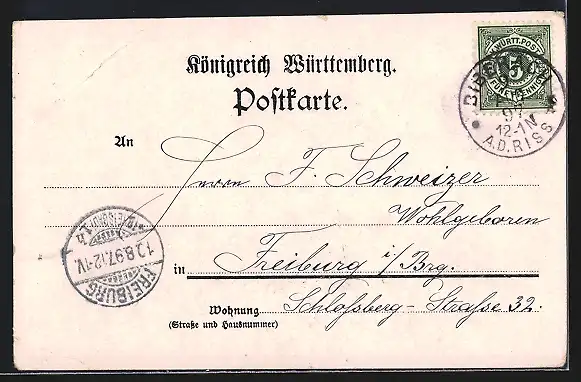 Königreich Württemberg.
Postkarte.
K. WÜRTT. POST
5
FÜNF PFENNIG
BIBERACH
97
12-1N
A.D. RISS
An
Herrn F. Schweizer
Wohlgeboren
in Freiburg i/Brg.
Wohnung Schloßberg-Straße 32.
(Straße und Hausnummer)
12.8.97.12-1V
FREIBURG